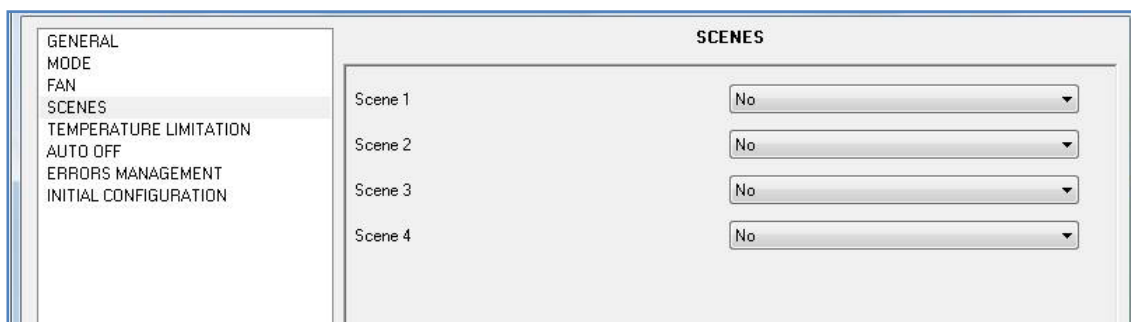 GENERAL
MODE
FAN
SCENES
TEMPERATURE LIMITATION
AUTO OFF
ERRORS MANAGEMENT
INITIAL CONFIGURATION
SCENES
Scene 1 No
Scene 2 No
Scene 3 No
Scene 4 No